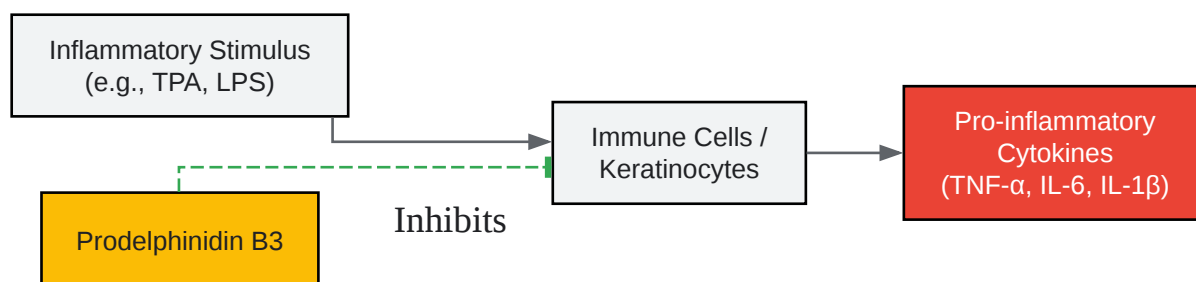 Inflammatory Stimulus
(e.g., TPA, LPS)
Immune Cells /
Keratinocytes
Pro-inflammatory
Cytokines
(TNF-α, IL-6, IL-1β)
Inhibits
Prodelphinidin B3